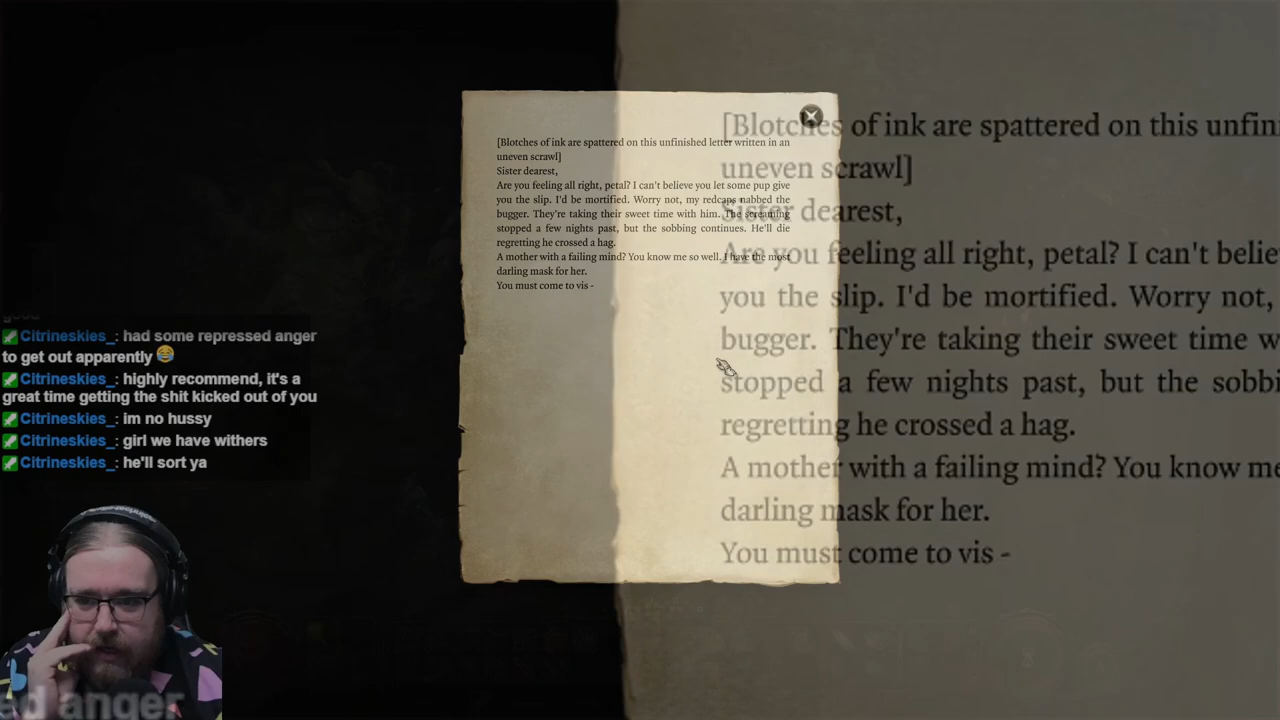 [Blotches of ink are spattered on this unfinished letter written in an
uneven scrawl]
Sister dearest,
Are you feeling all right, petal? I can't believe you let some pup give
you the slip. I'd be mortified. Worry not, my redcaps nabbed the
bugger. They're taking their sweet time with him. The screaming
stopped a few nights past, but the sobbing continues. He'll die
regretting he crossed a hag.
A mother with a failing mind? You know me so well. I have the most
darling mask for her.
You must come to vis -
[Blotches of ink are spattered on this unfini
uneven scrawl]
Sister dearest,
Are you feeling all right, petal? I can't belie
you the slip. I'd be mortified. Worry not,
bugger. They're taking their sweet time w
stopped a few nights past, but the sobbi
regretting he crossed a hag.
A mother with a failing mind? You know me
darling mask for her.
You must come to vis -
good
Citrineskies_: had some repressed anger
to get out apparently 😂
Citrineskies_: highly recommend, it's a
great time getting the shit kicked out of you
Citrineskies_: im no hussy
Citrineskies_: girl we have withers
Citrineskies_: he'll sort ya
ed anger